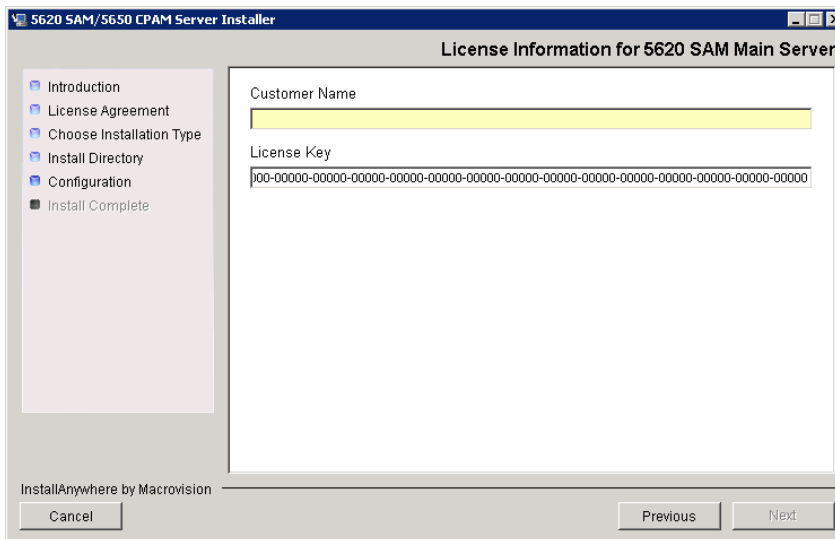 5620 SAM/5650 CPAM Server Installer
License Information for 5620 SAM Main Server
Introduction
License Agreement
Choose Installation Type
Install Directory
Configuration
Install Complete
Customer Name
License Key
000-00000-00000-00000-00000-00000-00000-00000-00000-00000-00000-00000-00000-00000
InstallAnywhere by Macrovision
Cancel
Previous
Next